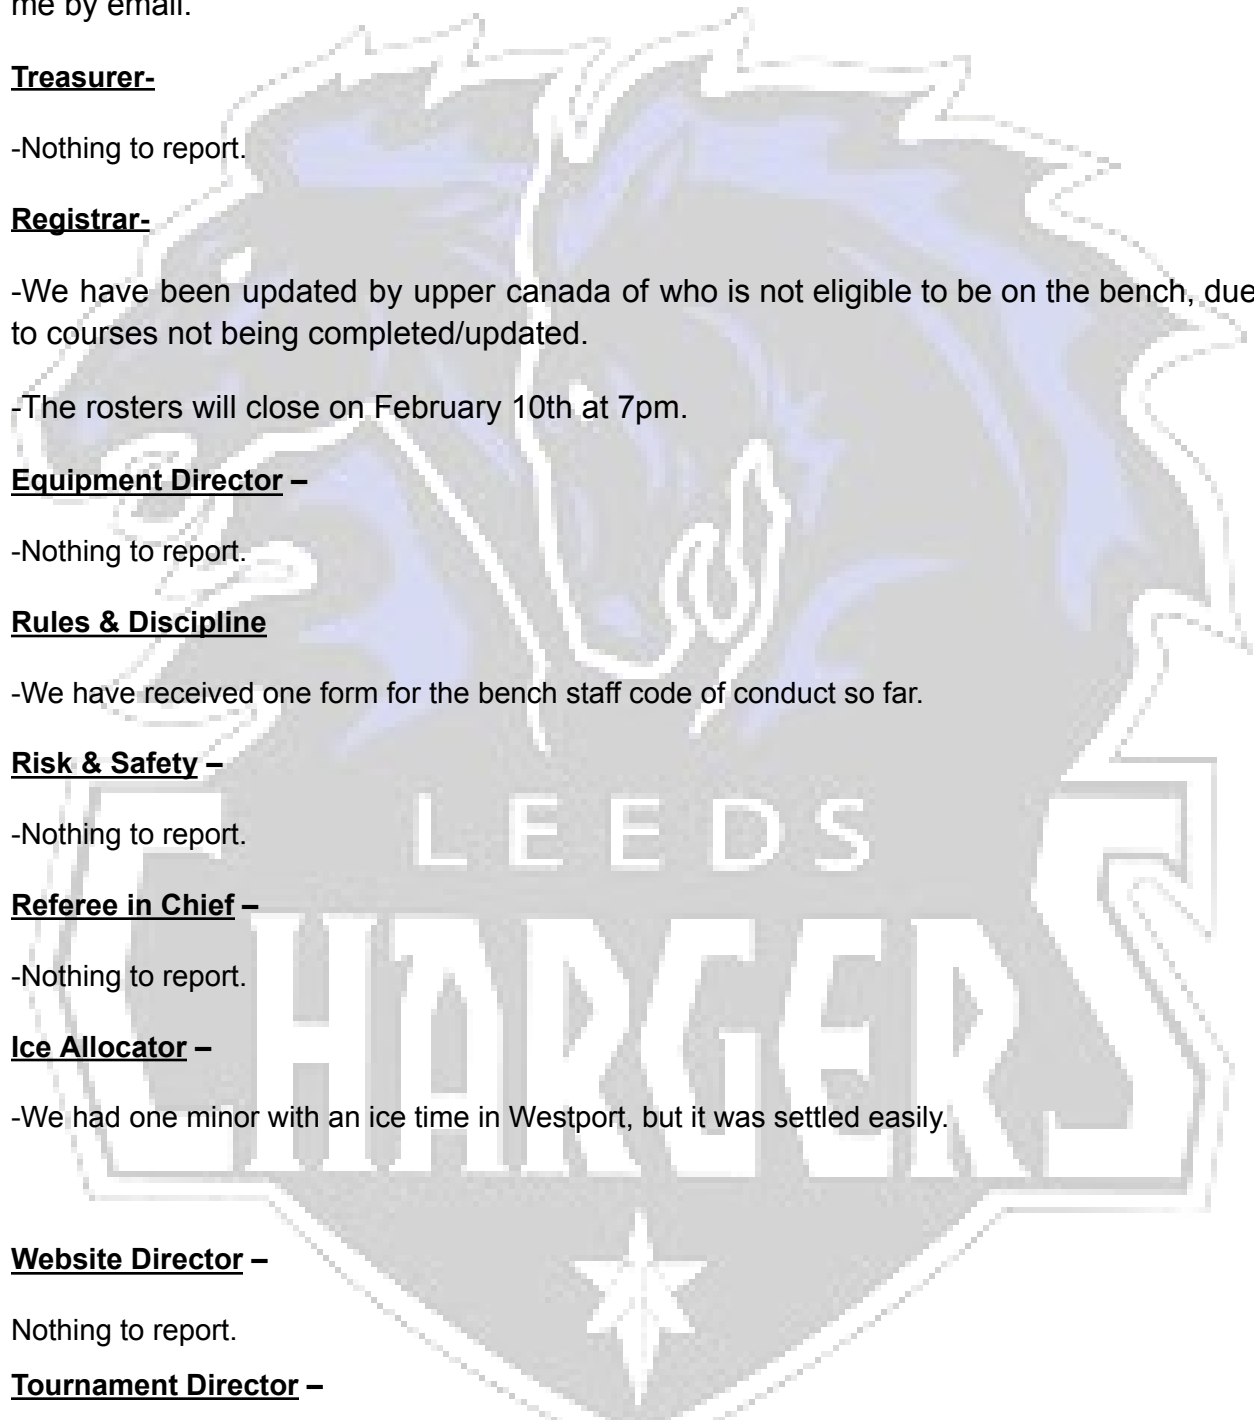 me by email.
Treasurer-
-Nothing to report.
Registrar-
-We have been updated by upper canada of who is not eligible to be on the bench, due
to courses not being completed/updated.
-The rosters will close on February 10th at 7pm.
Equipment Director –
-Nothing to report.
Rules & Discipline
-We have received one form for the bench staff code of conduct so far.
Risk & Safety –
-Nothing to report.
LEEDS
Referee in Chief –
-Nothing to report.
CHARGERS
Ice Allocator –
-We had one minor with an ice time in Westport, but it was settled easily.
Website Director –
Nothing to report.
Tournament Director –